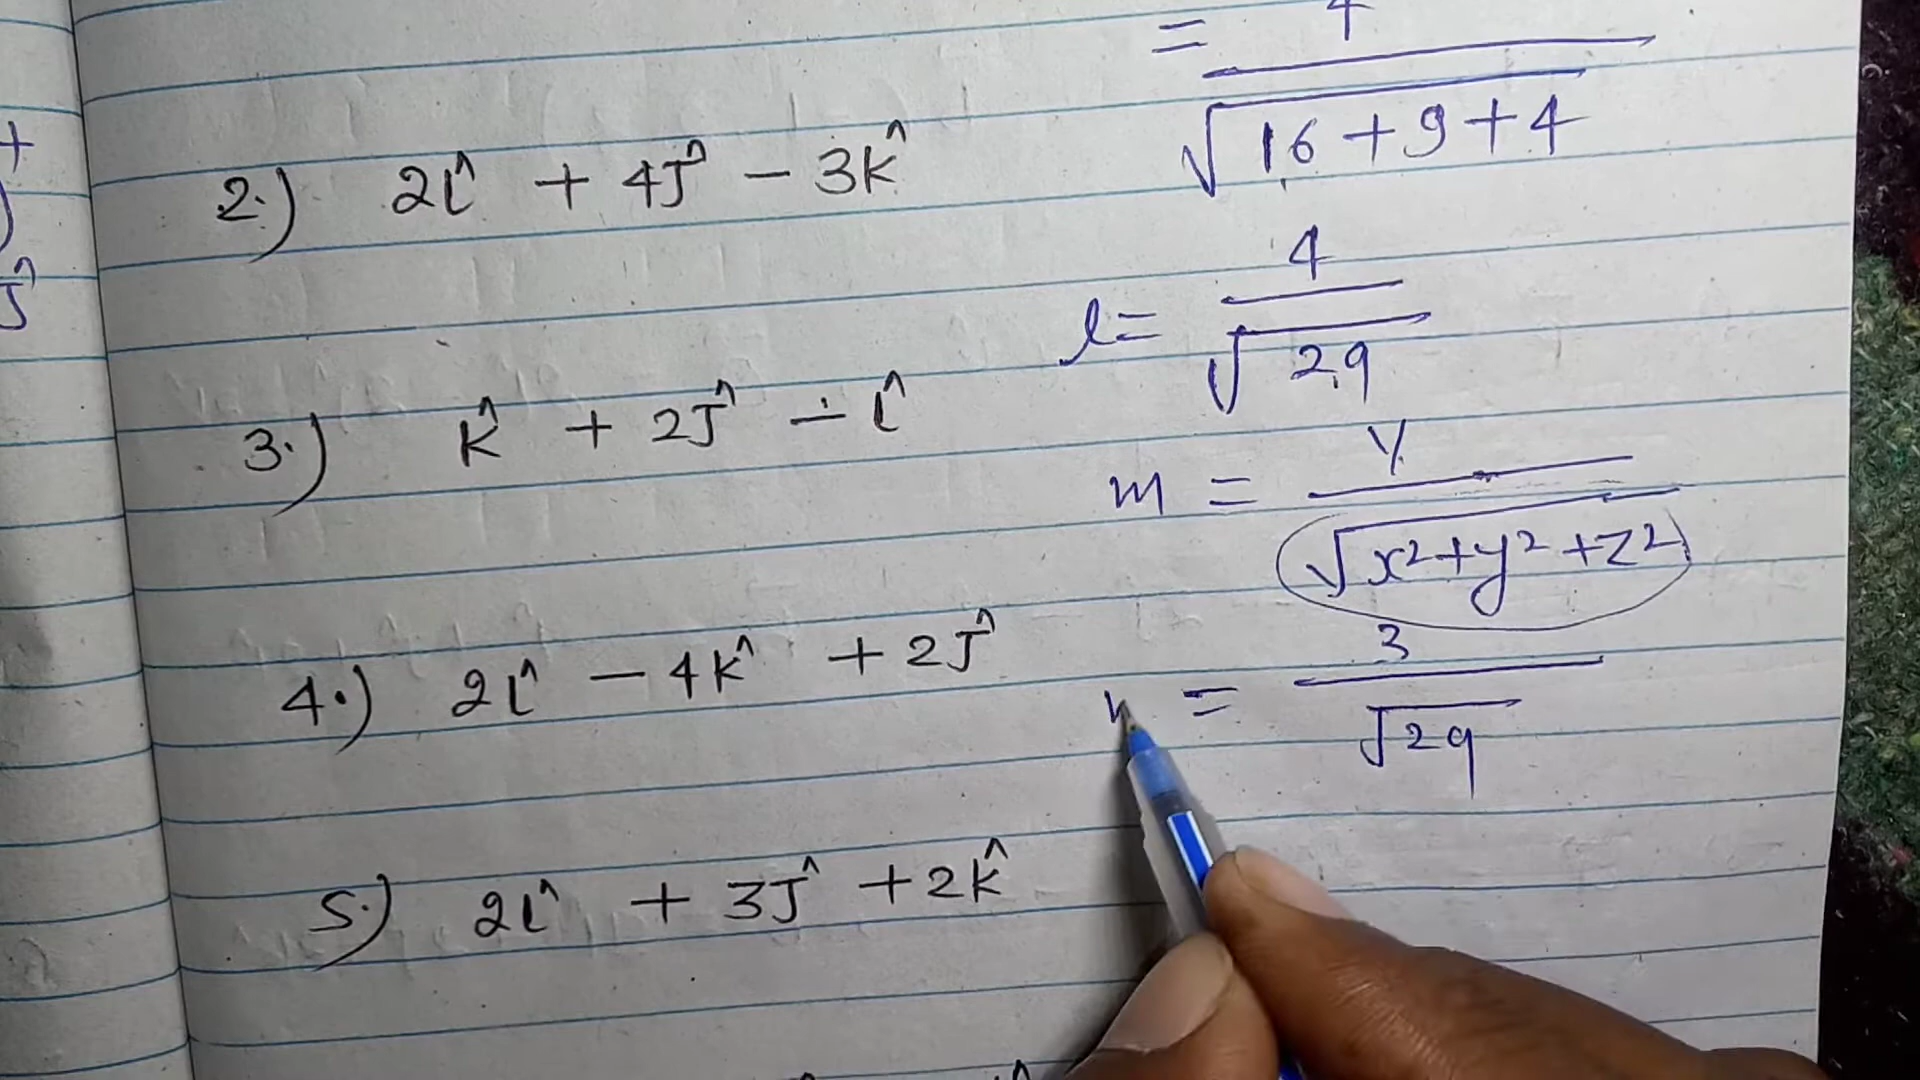 2.) 2î + 4ĵ - 3k̂
3.) k̂ + 2ĵ - î
4.) 2î - 4k̂ + 2ĵ
5.) 2î + 3ĵ + 2k̂
= 4 / √(16 + 9 + 4)
l = 4 / √29
m = y / √(x² + y² + z²)
= 3 / √29